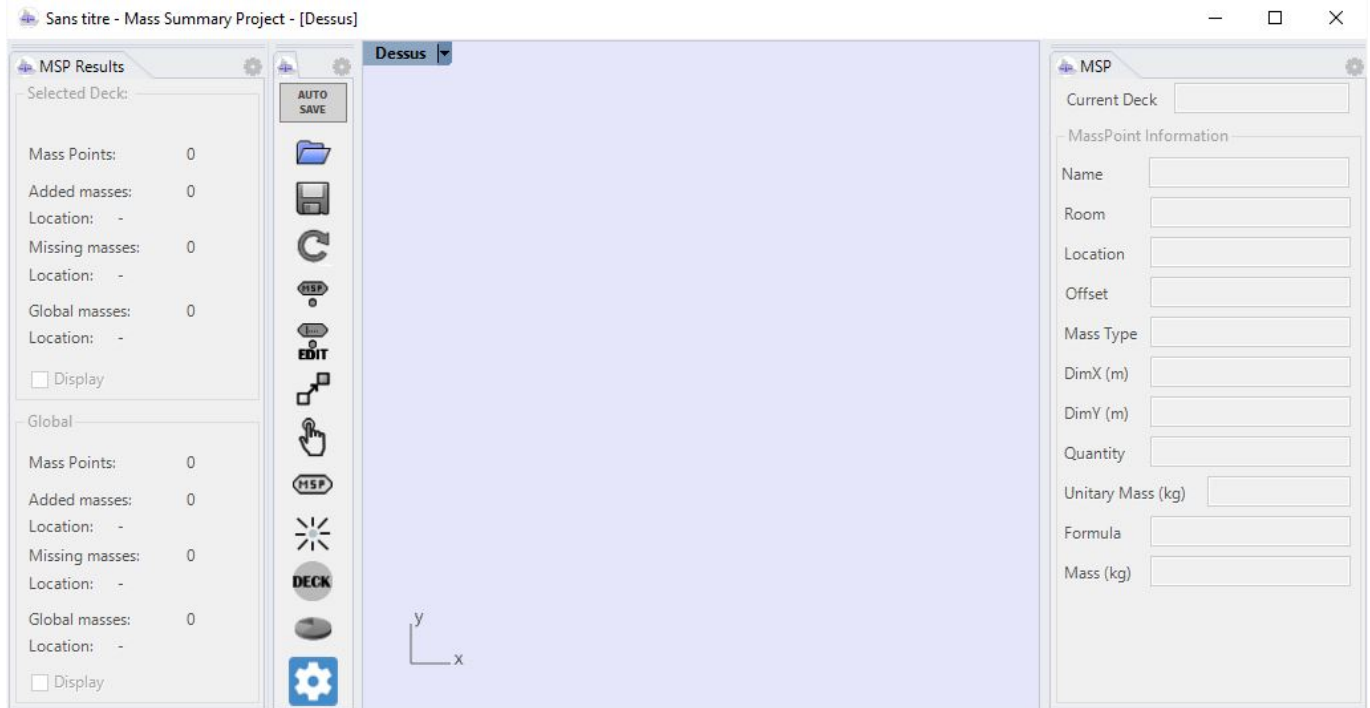 Sans titre - Mass Summary Project - [Dessus]
MSP Results
Selected Deck:
Mass Points: 0
Added masses: 0
Location: -
Missing masses: 0
Location: -
Global masses: 0
Location: -
Display
Global
Mass Points: 0
Added masses: 0
Location: -
Missing masses: 0
Location: -
Global masses: 0
Location: -
Display
AUTO
SAVE
MSP
EDIT
MSP
DECK
Dessus
y
x
MSP
Current Deck
MassPoint Information
Name
Room
Location
Offset
Mass Type
DimX (m)
DimY (m)
Quantity
Unitary Mass (kg)
Formula
Mass (kg)